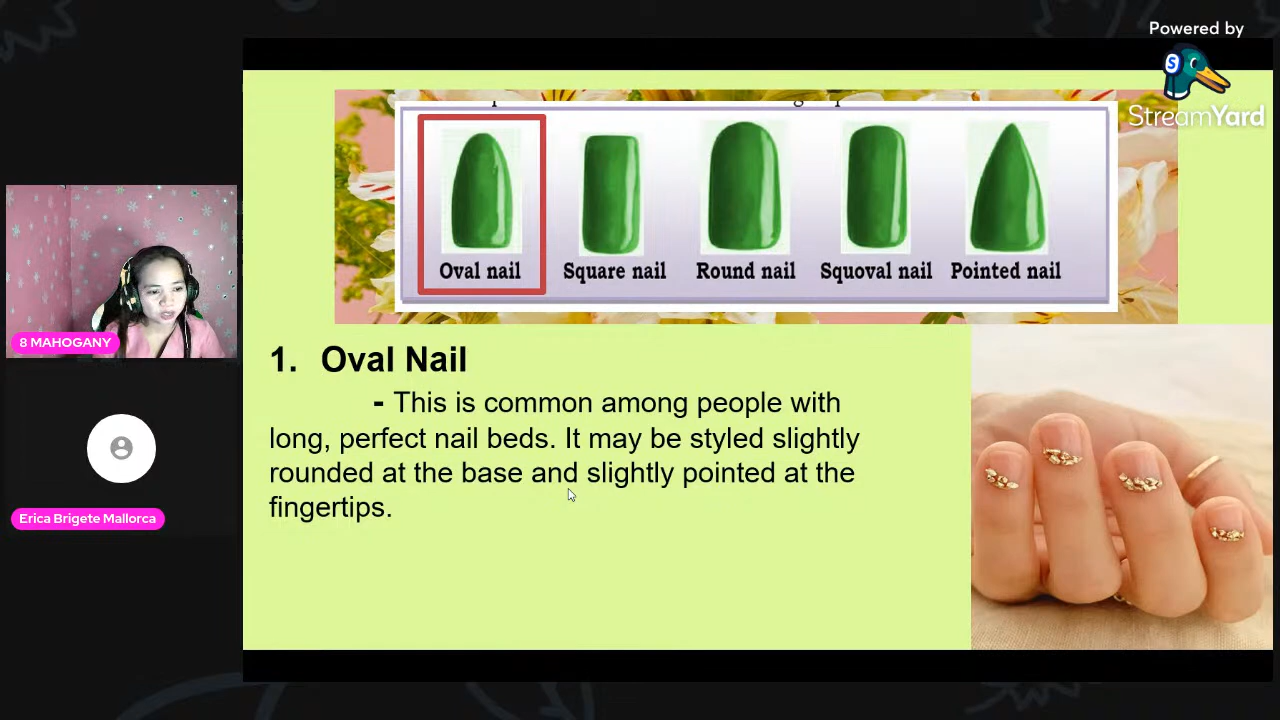 Powered by
StreamYard
Oval nail
Square nail
Round nail
Squoval nail
Pointed nail
8 MAHOGANY
1. Oval Nail
- This is common among people with
long, perfect nail beds. It may be styled slightly
rounded at the base and slightly pointed at the
fingertips.
Erica Brigete Mallorca